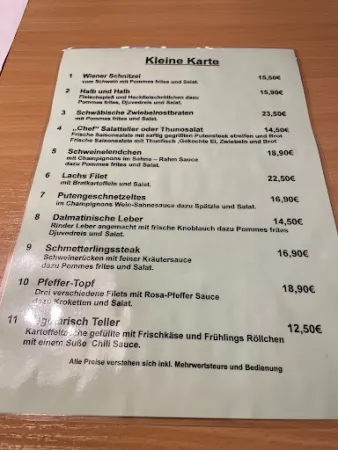 Kleine Karte
1 Wiener Schnitzel 15,50€
vom Schwein mit Pommes frites und Salat.
2 Halb und Halb 15,90€
Fleischspieß und Hackfleischröllchen dazu
Pommes frites, Djuvedreis und Salat.
3 Schwäbische Zwiebelrostbraten 23,50€
mit Pommes frites und Salat.
4 „Chef" Salatteller oder Thunosalat 14,50€
Frische Saisonsalate mit saftig gegrillten Putensteak streifen und Brot
Frische Saisonsalate mit Thunfisch ,Gekochte Ei, Zwiebeln und Brot
5 Schweinelendchen 18,90€
mit Champignons im Sahne – Rahm Sauce
dazu Pommes frites und Salat.
6 Lachs Filet 22,50€
mit Bratkartoffeln und Salat.
7 Putengeschnetzeltes 16,90€
im Champignons Wein-Sahnesauce dazu Spätzle und Salat.
8 Dalmatinische Leber 14,50€
Rinder Leber angemacht mit frische Knoblauch dazu Pommes frites
Djuvedreis und Salat.
9 Schmetterlingssteak 16,90€
Schweinerücken mit feiner Kräutersauce
dazu Pommes frites und Salat.
10 Pfeffer-Topf 18,90€
Drei verschiedene Filets mit Rosa-Pfeffer Sauce
dazu Kroketten und Salat.
11 Teller 12,50€
Kartoffeltasche gefüllte mit Frischkäse und Frühlings Röllchen
mit einem Süße Chili Sauce.
Alle Preise verstehen sich inkl. Mehrwertsteure und Bedienung